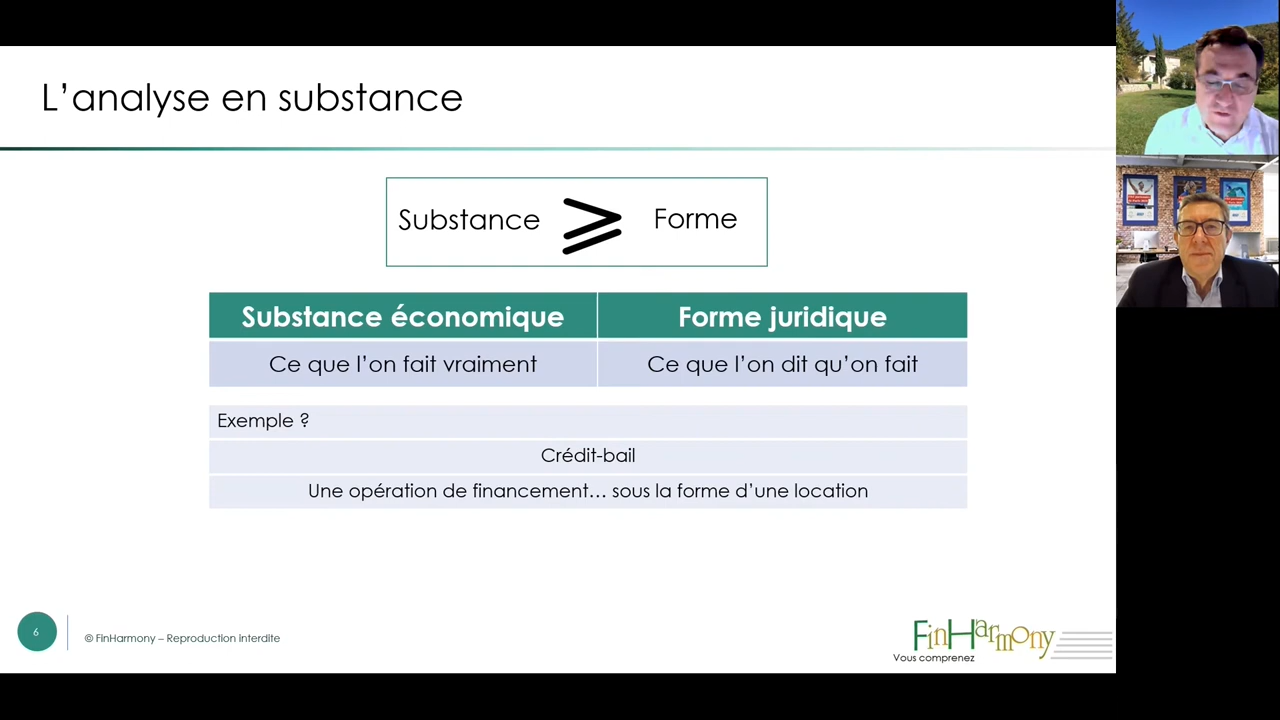 L’analyse en substance
Substance ⩾ Forme
Substance économique Forme juridique
Ce que l’on fait vraiment Ce que l’on dit qu’on fait
Exemple ?
Crédit-bail
Une opération de financement… sous la forme d’une location
6
© FinHarmony – Reproduction interdite
FinHarmony
Vous comprenez